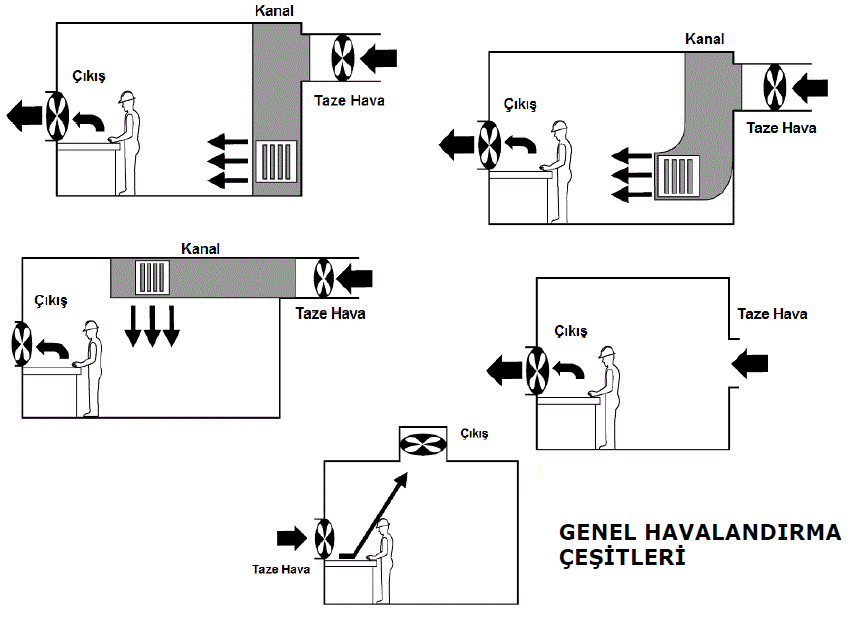 Kanal
Çıkış
Taze Hava
Kanal
Çıkış
Taze Hava
Kanal
Çıkış
Taze Hava
Taze Hava
Çıkış
Çıkış
Taze Hava
GENEL HAVALANDIRMA
ÇEŞİTLERİ